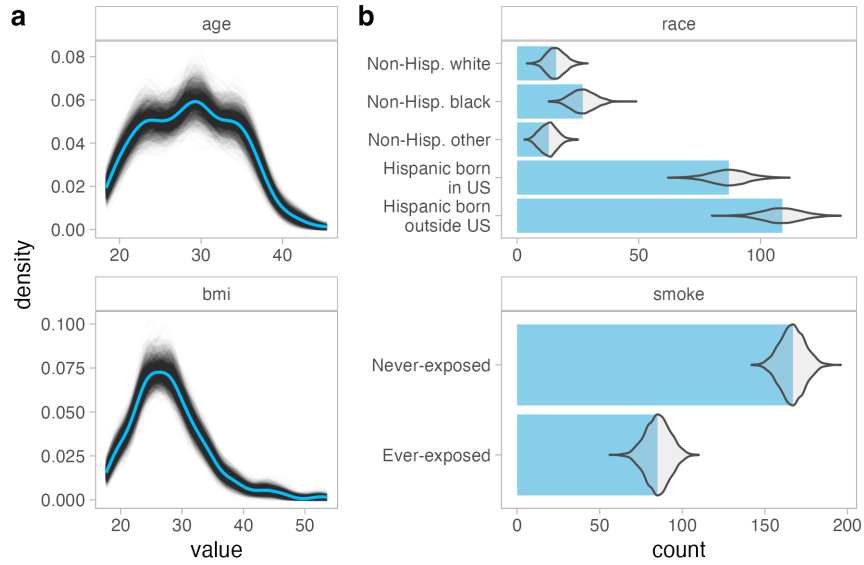 a
age
0.08
0.06
0.04
0.02
0.00
20 30 40
density
bmi
0.100
0.075
0.050
0.025
0.000
20 30 40 50
value
b
race
Non-Hisp. white
Non-Hisp. black
Non-Hisp. other
Hispanic born
in US
Hispanic born
outside US
0 50 100
smoke
Never-exposed
Ever-exposed
0 50 100 150 200
count